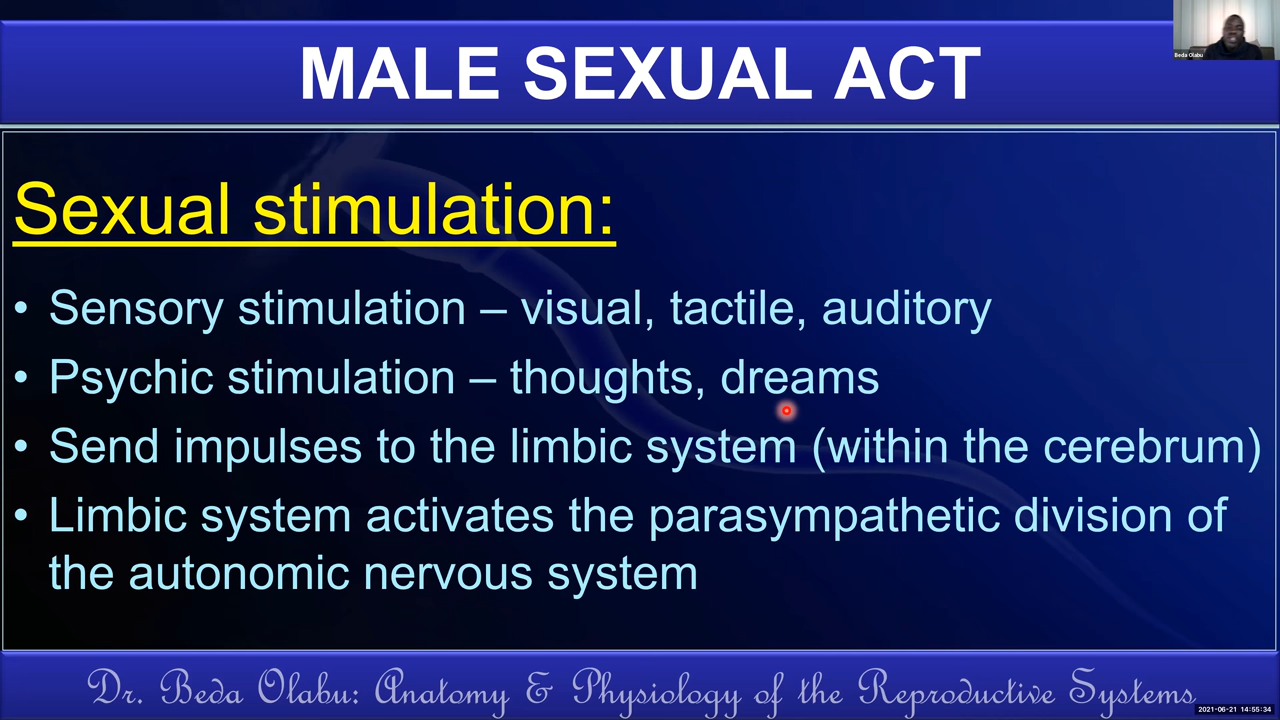 Beda Olabu
MALE SEXUAL ACT
Sexual stimulation:
• Sensory stimulation – visual, tactile, auditory
• Psychic stimulation – thoughts, dreams
• Send impulses to the limbic system (within the cerebrum)
• Limbic system activates the parasympathetic division of
the autonomic nervous system
Dr. Beda Olabu: Anatomy & Physiology of the Reproductive Systems
2021-06-21 14:55:34